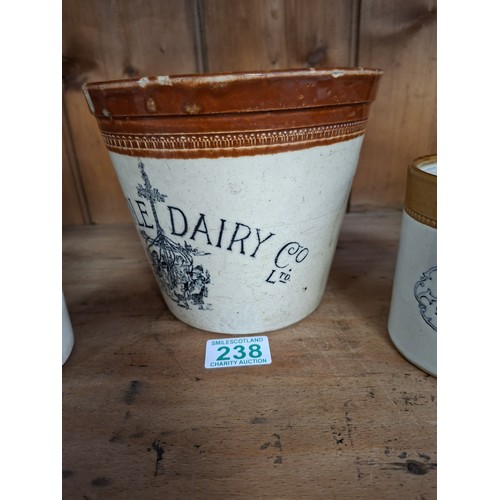 LE DAIRY Co
LTD.
SMILESCOTLAND
238
CHARITY AUCTION